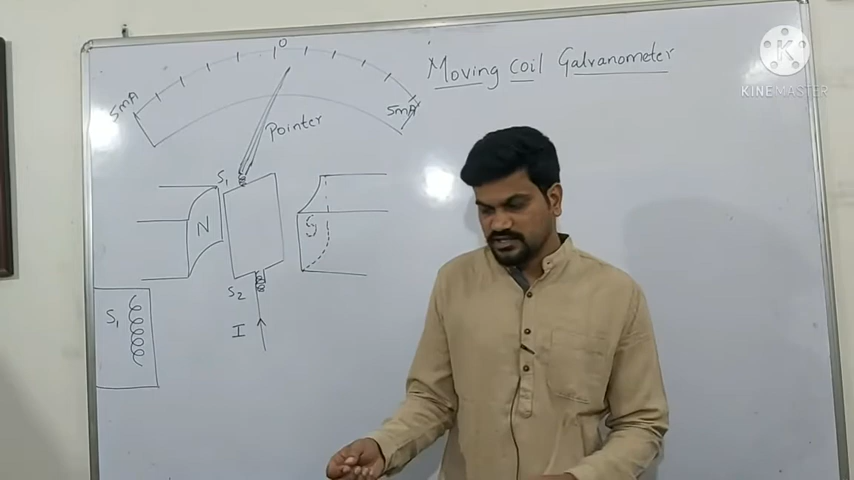 0
Moving coil Galvanometer
5mA
5mA
Pointer
S1
N
S
S2
S1
I
K
KINEMASTER